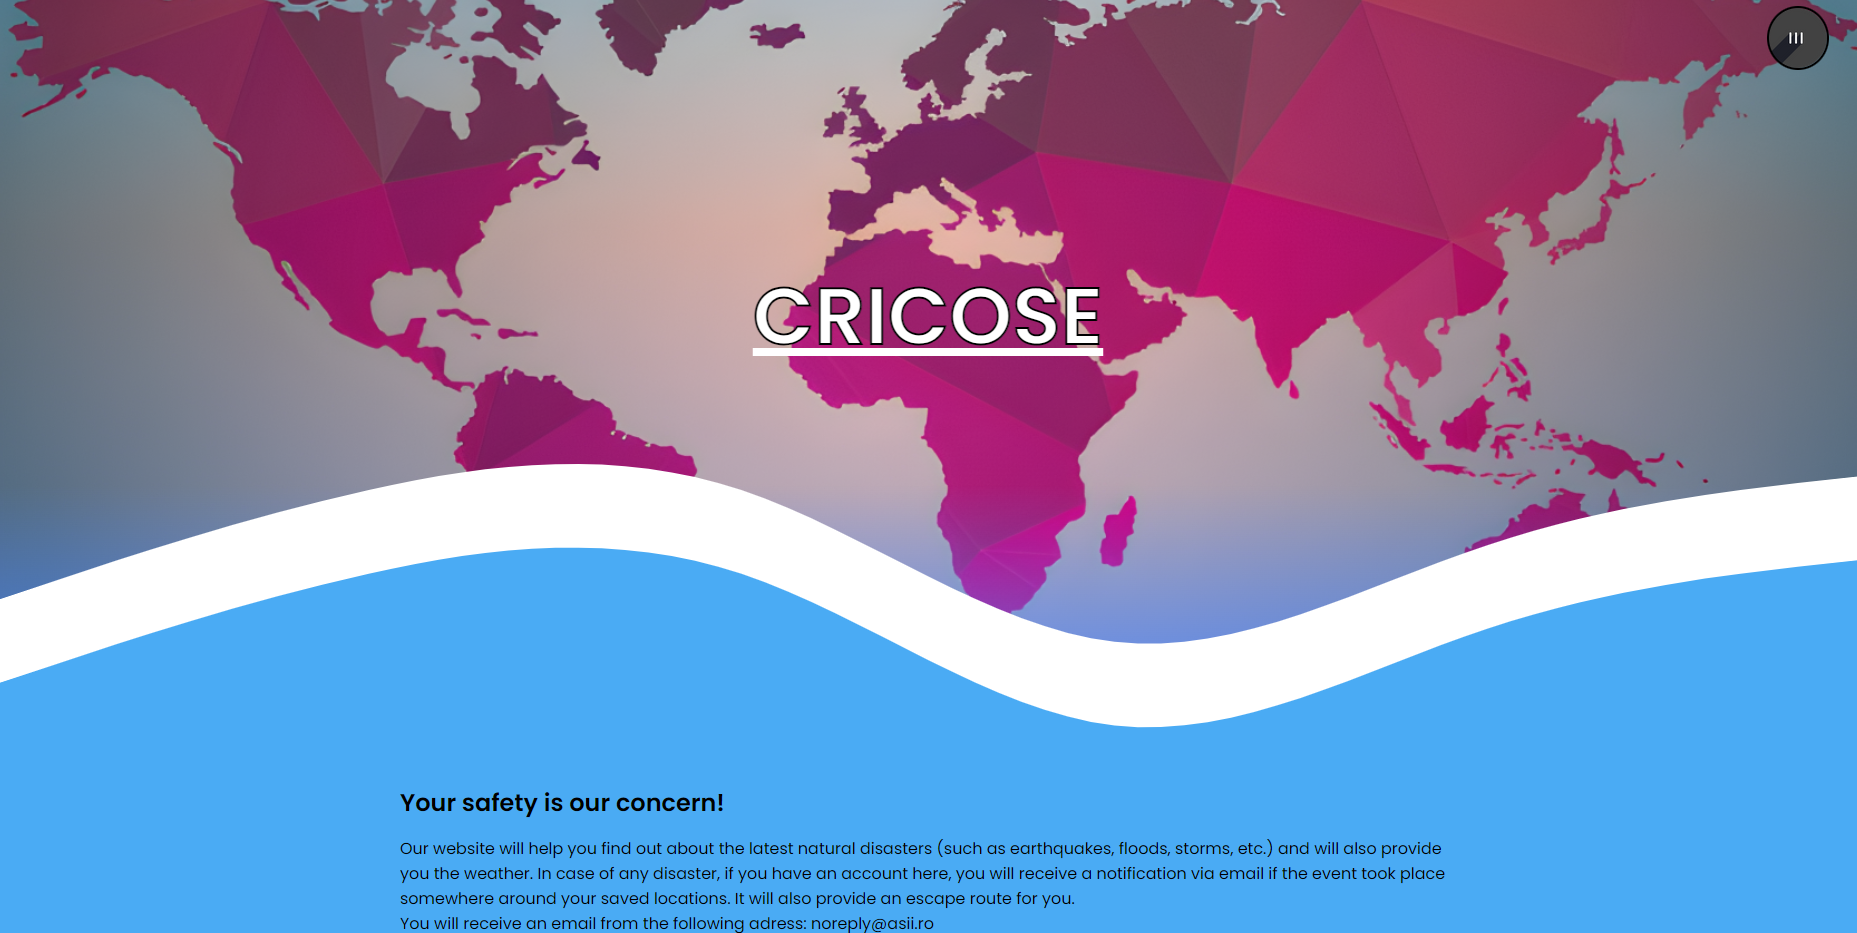 CRICOSE
Your safety is our concern!
Our website will help you find out about the latest natural disasters (such as earthquakes, floods, storms, etc.) and will also provide
you the weather. In case of any disaster, if you have an account here, you will receive a notification via email if the event took place
somewhere around your saved locations. It will also provide an escape route for you.
You will receive an email from the following adress: noreply@asii.ro